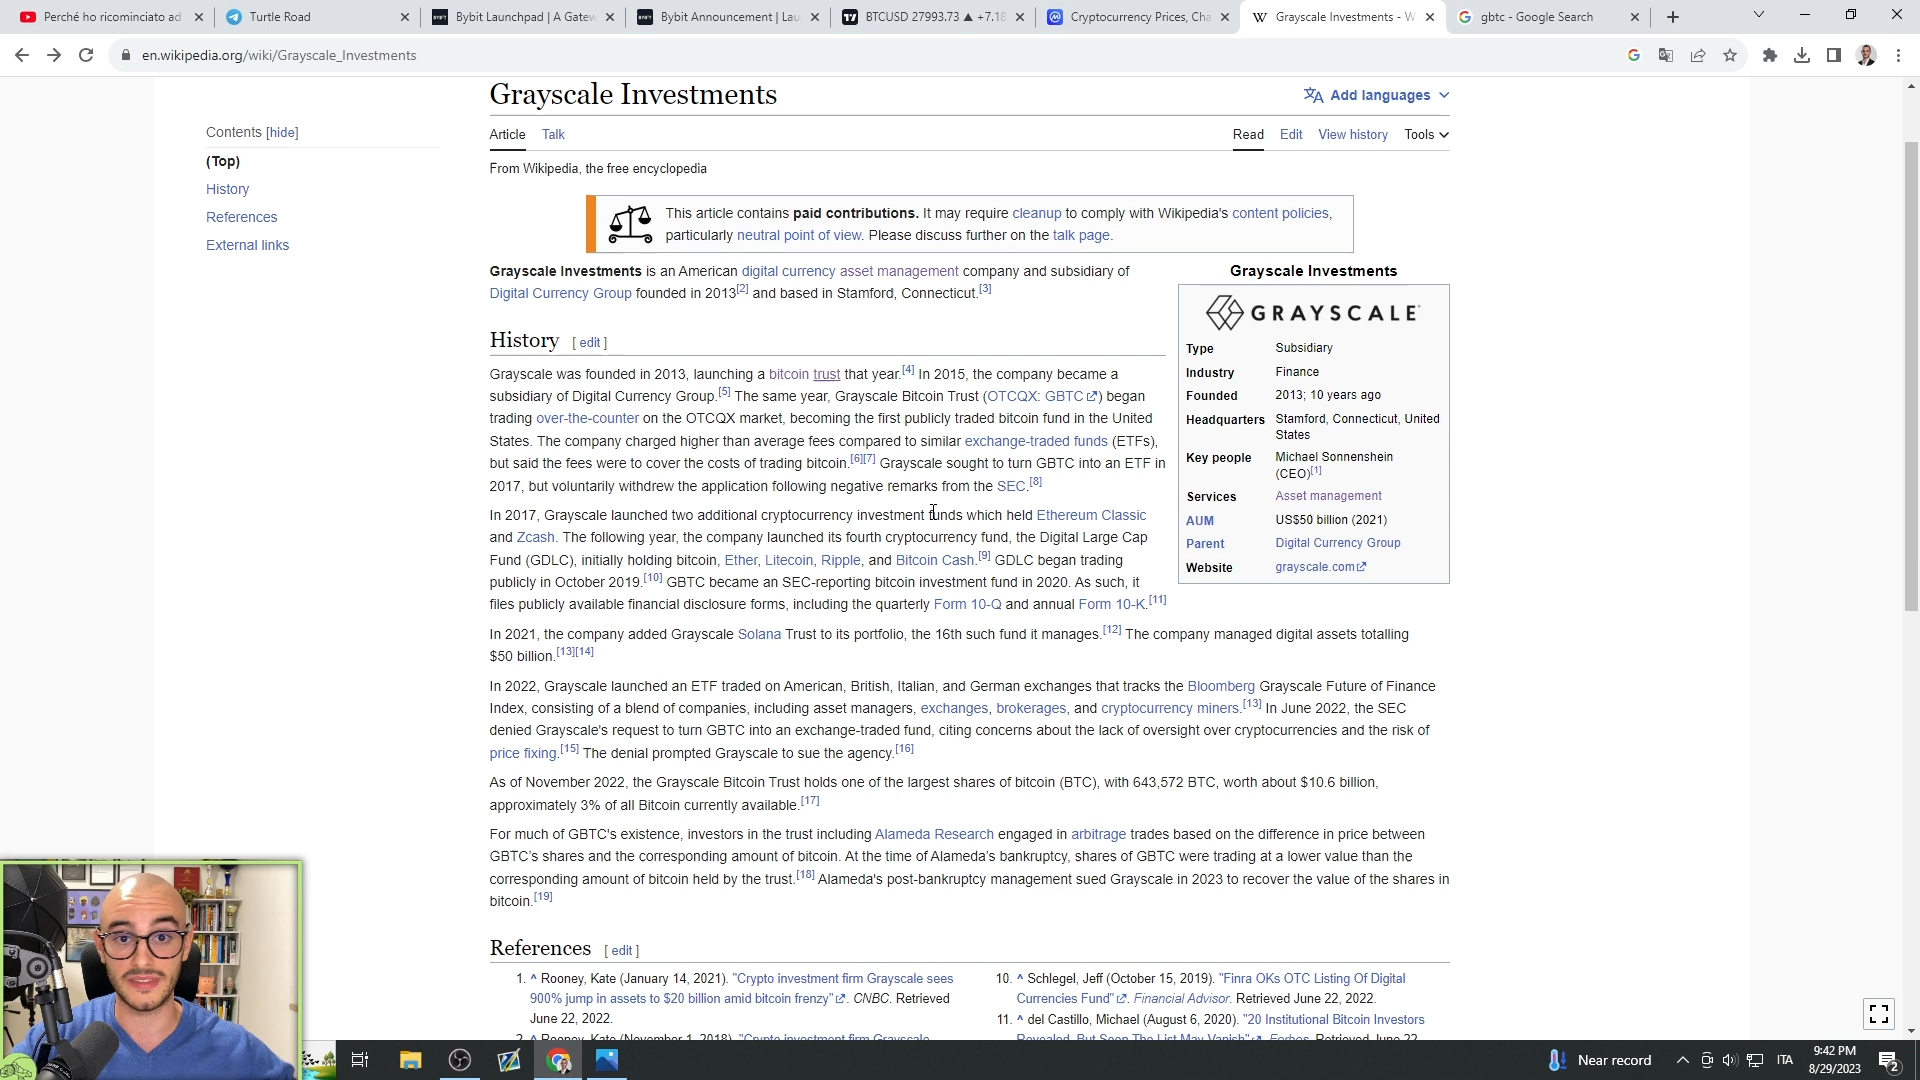 Perché ho ricominciato ad
Turtle Road
Bybit Launchpad | A Gatew
Bybit Announcement | Lau
BTCUSD 27993.73 ▲ +7.18
Cryptocurrency Prices, Cha
Grayscale Investments - W
gbtc - Google Search
en.wikipedia.org/wiki/Grayscale_Investments
Grayscale Investments
Add languages
Contents [hide]
(Top)
History
References
External links
Article Talk
Read Edit View history Tools
From Wikipedia, the free encyclopedia
This article contains paid contributions. It may require cleanup to comply with Wikipedia's content policies,
particularly neutral point of view. Please discuss further on the talk page.
Grayscale Investments is an American digital currency asset management company and subsidiary of
Digital Currency Group founded in 2013[2] and based in Stamford, Connecticut.[3]
Grayscale Investments
GRAYSCALE
Type Subsidiary
Industry Finance
Founded 2013; 10 years ago
Headquarters Stamford, Connecticut, United
States
Key people Michael Sonnenshein
(CEO)[1]
Services Asset management
AUM US$50 billion (2021)
Parent Digital Currency Group
Website grayscale.com
History [ edit ]
Grayscale was founded in 2013, launching a bitcoin trust that year.[4] In 2015, the company became a
subsidiary of Digital Currency Group.[5] The same year, Grayscale Bitcoin Trust (OTCQX: GBTC) began
trading over-the-counter on the OTCQX market, becoming the first publicly traded bitcoin fund in the United
States. The company charged higher than average fees compared to similar exchange-traded funds (ETFs),
but said the fees were to cover the costs of trading bitcoin.[6][7] Grayscale sought to turn GBTC into an ETF in
2017, but voluntarily withdrew the application following negative remarks from the SEC.[8]
In 2017, Grayscale launched two additional cryptocurrency investment funds which held Ethereum Classic
and Zcash. The following year, the company launched its fourth cryptocurrency fund, the Digital Large Cap
Fund (GDLC), initially holding bitcoin, Ether, Litecoin, Ripple, and Bitcoin Cash.[9] GDLC began trading
publicly in October 2019.[10] GBTC became an SEC-reporting bitcoin investment fund in 2020. As such, it
files publicly available financial disclosure forms, including the quarterly Form 10-Q and annual Form 10-K.[11]
In 2021, the company added Grayscale Solana Trust to its portfolio, the 16th such fund it manages.[12] The company managed digital assets totalling
$50 billion.[13][14]
In 2022, Grayscale launched an ETF traded on American, British, Italian, and German exchanges that tracks the Bloomberg Grayscale Future of Finance
Index, consisting of a blend of companies, including asset managers, exchanges, brokerages, and cryptocurrency miners.[13] In June 2022, the SEC
denied Grayscale's request to turn GBTC into an exchange-traded fund, citing concerns about the lack of oversight over cryptocurrencies and the risk of
price fixing.[15] The denial prompted Grayscale to sue the agency.[16]
As of November 2022, the Grayscale Bitcoin Trust holds one of the largest shares of bitcoin (BTC), with 643,572 BTC, worth about $10.6 billion,
approximately 3% of all Bitcoin currently available.[17]
For much of GBTC's existence, investors in the trust including Alameda Research engaged in arbitrage trades based on the difference in price between
GBTC's shares and the corresponding amount of bitcoin. At the time of Alameda's bankruptcy, shares of GBTC were trading at a lower value than the
corresponding amount of bitcoin held by the trust.[18] Alameda's post-bankruptcy management sued Grayscale in 2023 to recover the value of the shares in
bitcoin.[19]
References [ edit ]
1. ^ Rooney, Kate (January 14, 2021). "Crypto investment firm Grayscale sees
900% jump in assets to $20 billion amid bitcoin frenzy". CNBC. Retrieved
June 22, 2022.
2. ^ Rooney, Kate (November 1, 2018). "Crypto investment firm Grayscale
10. ^ Schlegel, Jeff (October 15, 2019). "Finra OKs OTC Listing Of Digital
Currencies Fund". Financial Advisor. Retrieved June 22, 2022.
11. ^ del Castillo, Michael (August 6, 2020). "20 Institutional Bitcoin Investors
Revealed, But Soon The List May Vanish". Forbes. Retrieved June 22
Near record
ITA
9:42 PM
8/29/2023
2